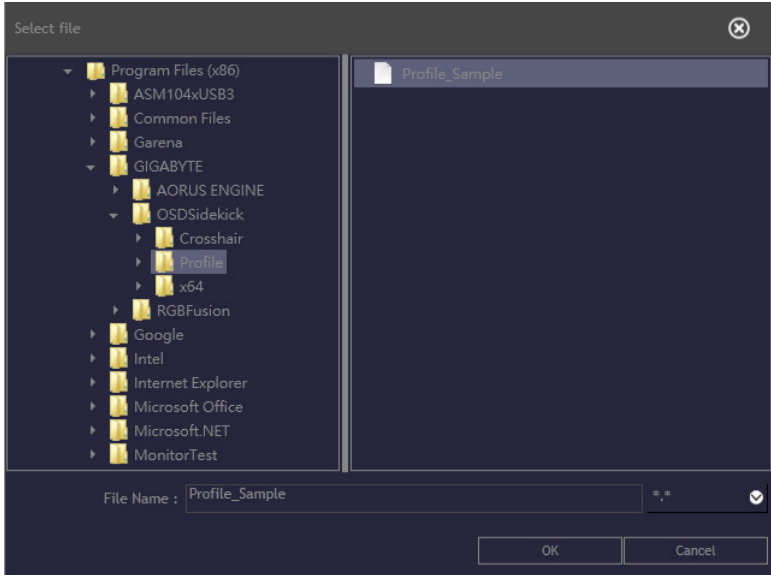 Select file
Program Files (x86)
ASM104xUSB3
Common Files
Garena
GIGABYTE
AORUS ENGINE
OSDSidekick
Crosshair
Profile
x64
RGBFusion
Google
Intel
Internet Explorer
Microsoft Office
Microsoft.NET
MonitorTest
Profile_Sample
File Name : Profile_Sample *.*
OK Cancel